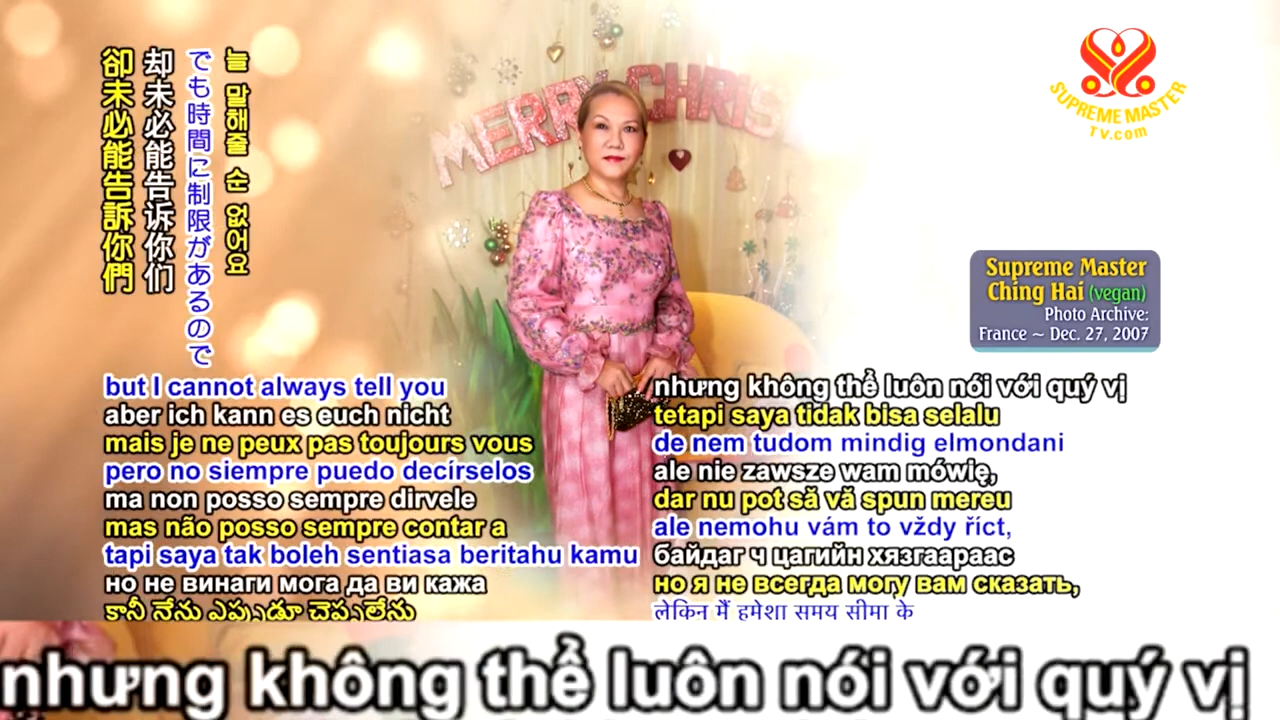 卻未必能告訴你們
却未必能告诉你们
でも時間に制限があるので
늘 말해줄 순 없어요
MERRY CHRIS
SUPREME MASTER
TV.com
Supreme Master
Ching Hai (vegan)
Photo Archive:
France ~ Dec. 27, 2007
but I cannot always tell you
aber ich kann es euch nicht
mais je ne peux pas toujours vous
pero no siempre puedo decírselos
ma non posso sempre dirvele
mas não posso sempre contar a
tapi saya tak boleh sentiasa beritahu kamu
но не винаги мога да ви кажа
కానీ నేను ఎప్పుడూ చెప్పలేను
nhưng không thể luôn nói với quý vị
tetapi saya tidak bisa selalu
de nem tudom mindig elmondani
ale nie zawsze wam mówię,
dar nu pot să vă spun mereu
ale nemohu vám to vždy říct,
байдаг ч цагийн хязгаараас
но я не всегда могу вам сказать,
लेकिन मैं हमेशा समय सीमा के
nhưng không thể luôn nói với quý vị